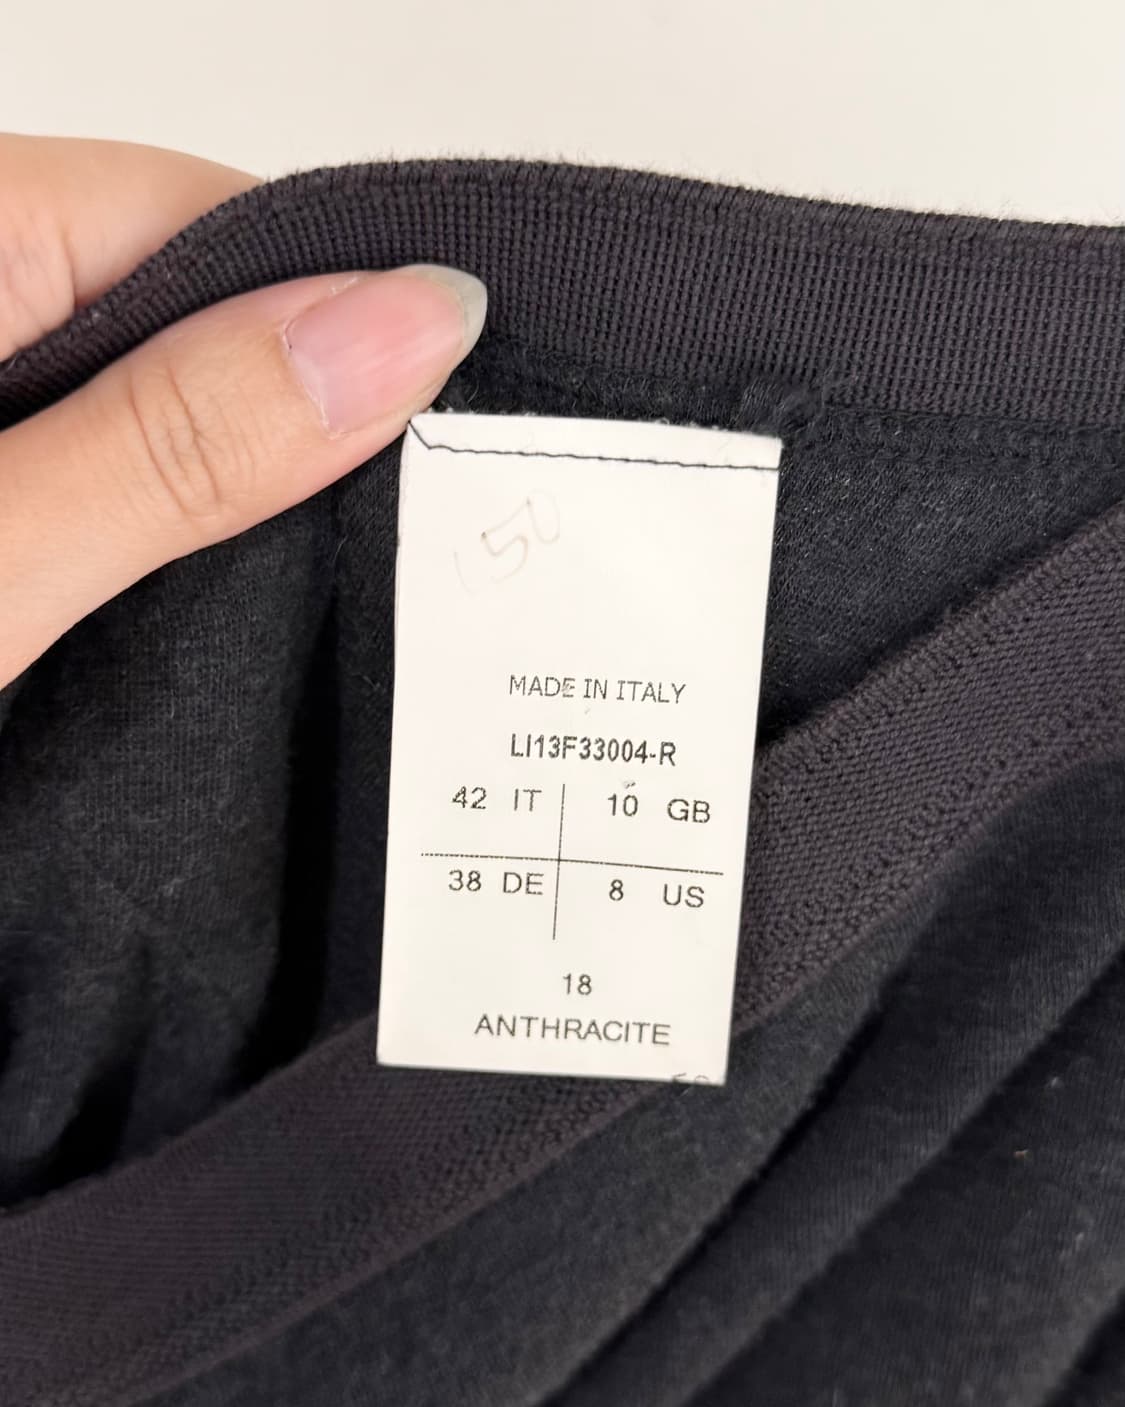 150
MADE IN ITALY
LI13F33004-R
42 IT 10 GB
38 DE 8 US
18
ANTHRACITE